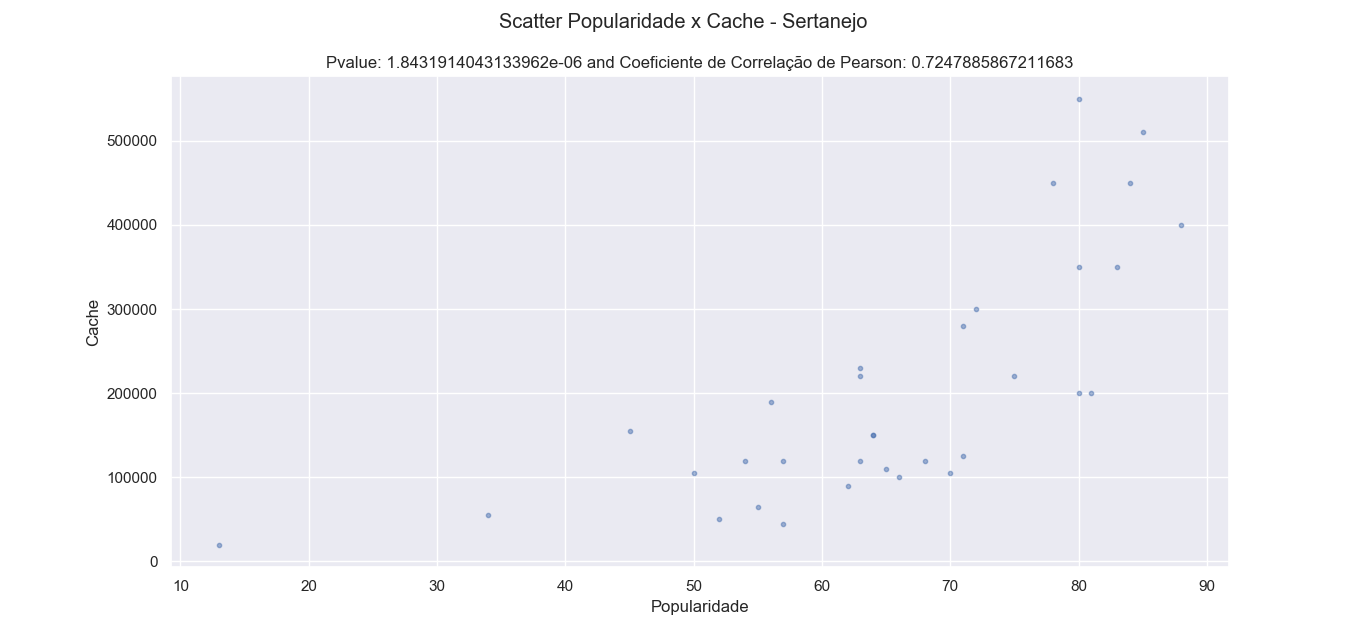 Scatter Popularidade x Cache - Sertanejo
Pvalue: 1.8431914043133962e-06 and Coeficiente de Correlação de Pearson: 0.7247885867211683
500000
400000
300000
200000
100000
0
Cache
10 20 30 40 50 60 70 80 90
Popularidade